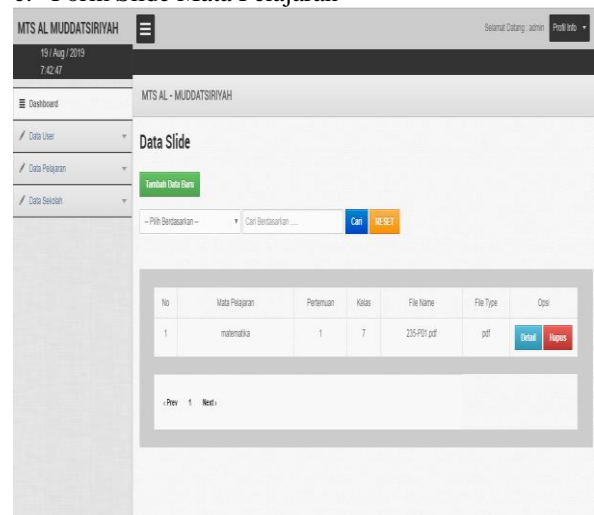 Form Slide Mata Pelajaran
MTS AL MUDDATSIRIYAH
Selamat Datang : admin
Profil Info
19 / Aug / 2019
7:42:47
MTS AL - MUDDATSIRIYAH
Dashboard
Data User
Data Pelajaran
Data Sekolah
Data Slide
Tambah Data Baru
-- Pilih Berdasarkan --
Cari Berdasarkan .....
Cari
RESET
No Mata Pelajaran Pertemuan Kelas File Name File Type Opsi
1 matematika 1 7 235-P01.pdf pdf Detail Hapus
‹ Prev 1 Next ›